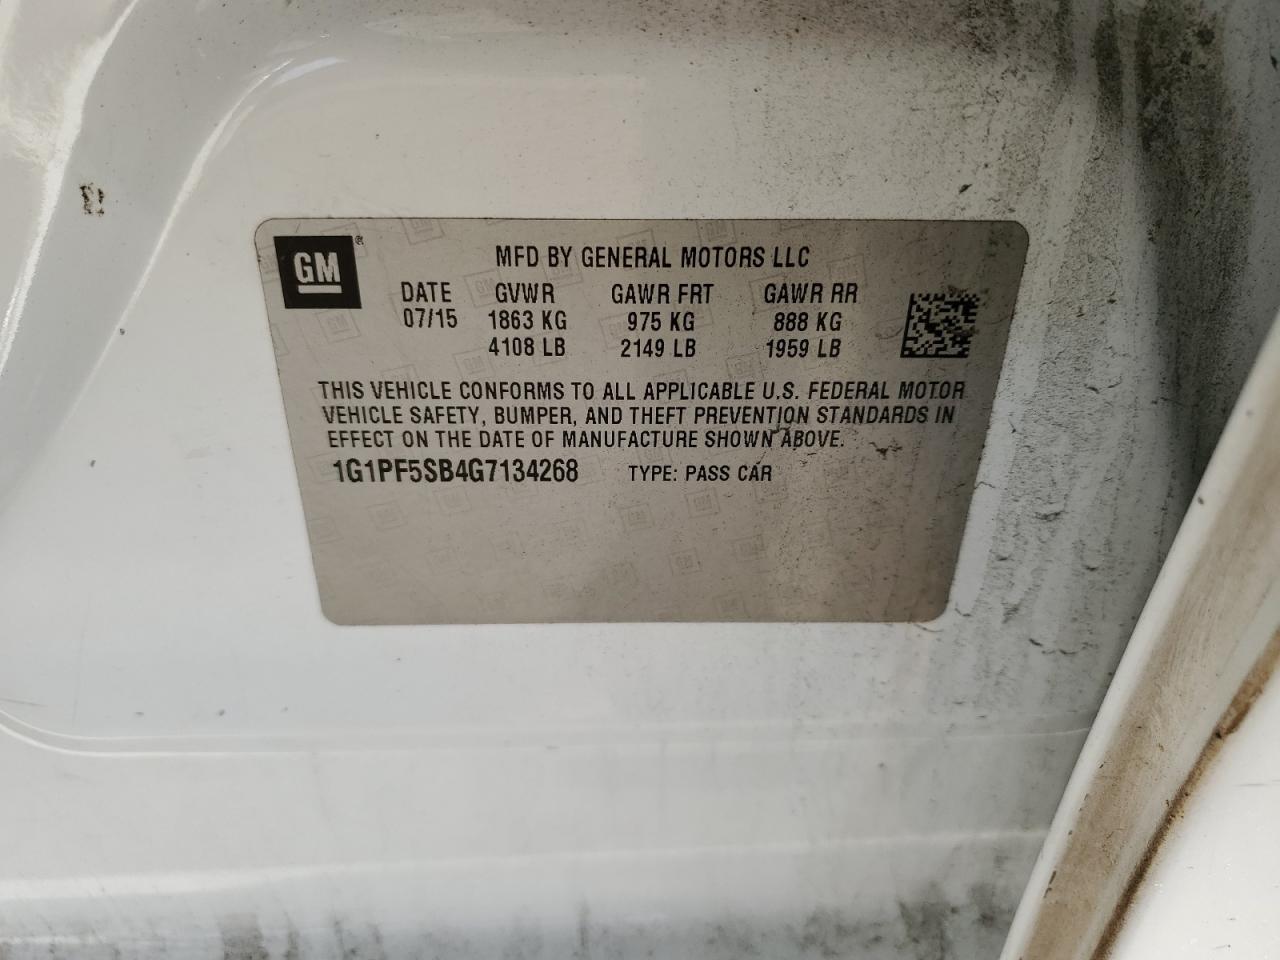 GM ®
MFD BY GENERAL MOTORS LLC
DATE GVWR GAWR FRT GAWR RR
07/15 1863 KG 975 KG 888 KG
4108 LB 2149 LB 1959 LB
THIS VEHICLE CONFORMS TO ALL APPLICABLE U.S. FEDERAL MOTOR
VEHICLE SAFETY, BUMPER, AND THEFT PREVENTION STANDARDS IN
EFFECT ON THE DATE OF MANUFACTURE SHOWN ABOVE.
1G1PF5SB4G7134268 TYPE: PASS CAR